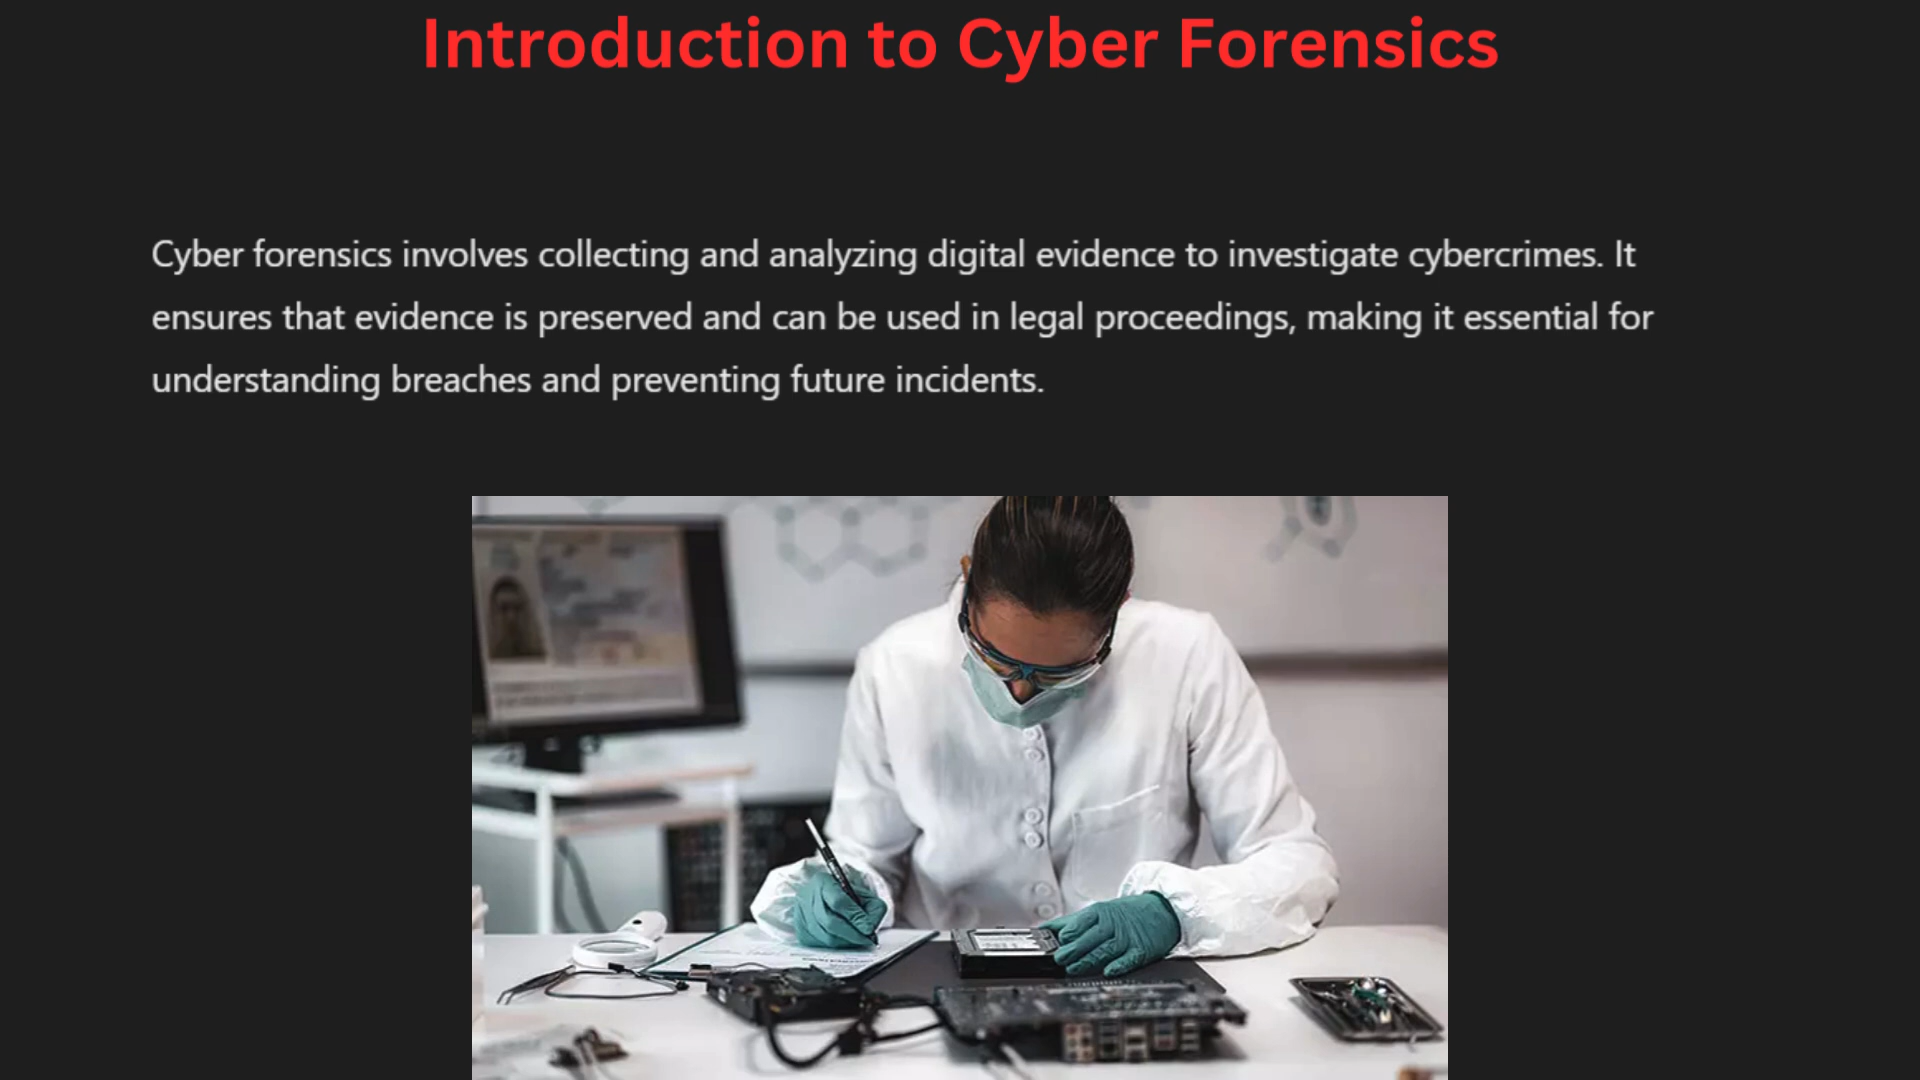 Introduction to Cyber Forensics
Cyber forensics involves collecting and analyzing digital evidence to investigate cybercrimes. It
ensures that evidence is preserved and can be used in legal proceedings, making it essential for
understanding breaches and preventing future incidents.